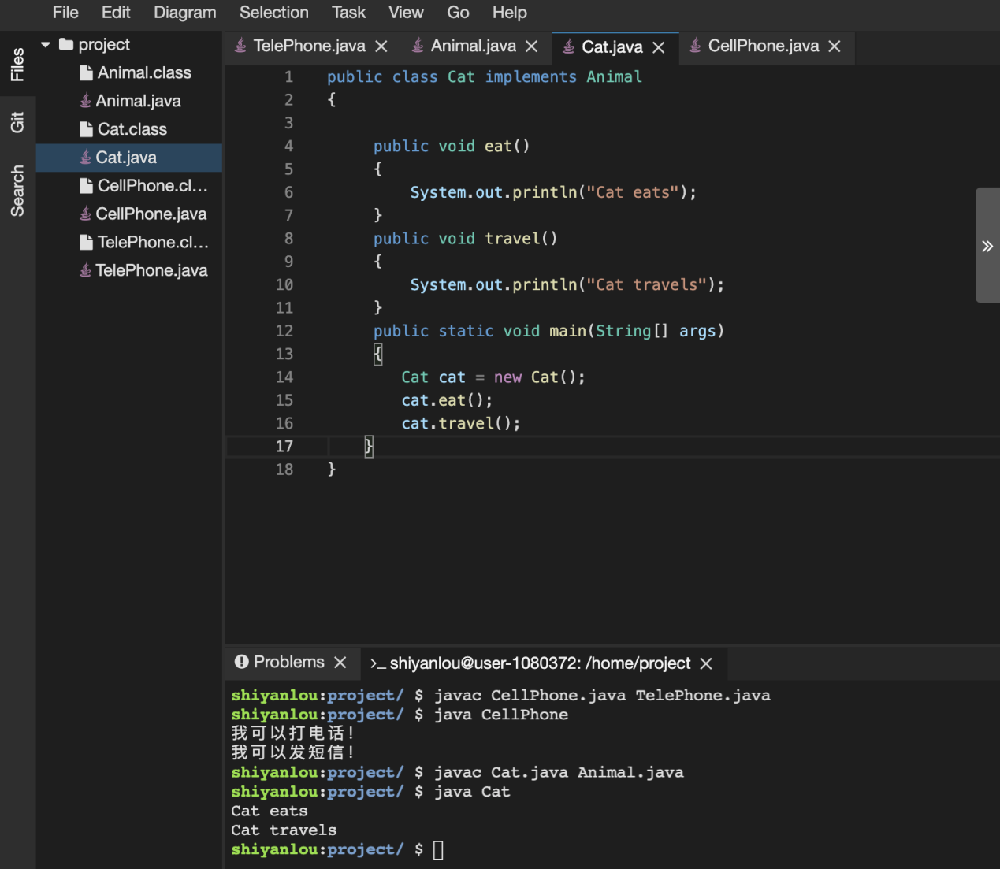 File Edit Diagram Selection Task View Go Help
Files
Git
Search
project
Animal.class
Animal.java
Cat.class
Cat.java
CellPhone.cl...
CellPhone.java
TelePhone.cl...
TelePhone.java
TelePhone.java Animal.java Cat.java CellPhone.java
1 public class Cat implements Animal
2 {
3
4 public void eat()
5 {
6 System.out.println("Cat eats");
7 }
8 public void travel()
9 {
10 System.out.println("Cat travels");
11 }
12 public static void main(String[] args)
13 {
14 Cat cat = new Cat();
15 cat.eat();
16 cat.travel();
17 }
18 }
Problems >_ shiyanlou@user-1080372: /home/project
shiyanlou:project/ $ javac CellPhone.java TelePhone.java
shiyanlou:project/ $ java CellPhone
我可以打电话!
我可以发短信!
shiyanlou:project/ $ javac Cat.java Animal.java
shiyanlou:project/ $ java Cat
Cat eats
Cat travels
shiyanlou:project/ $